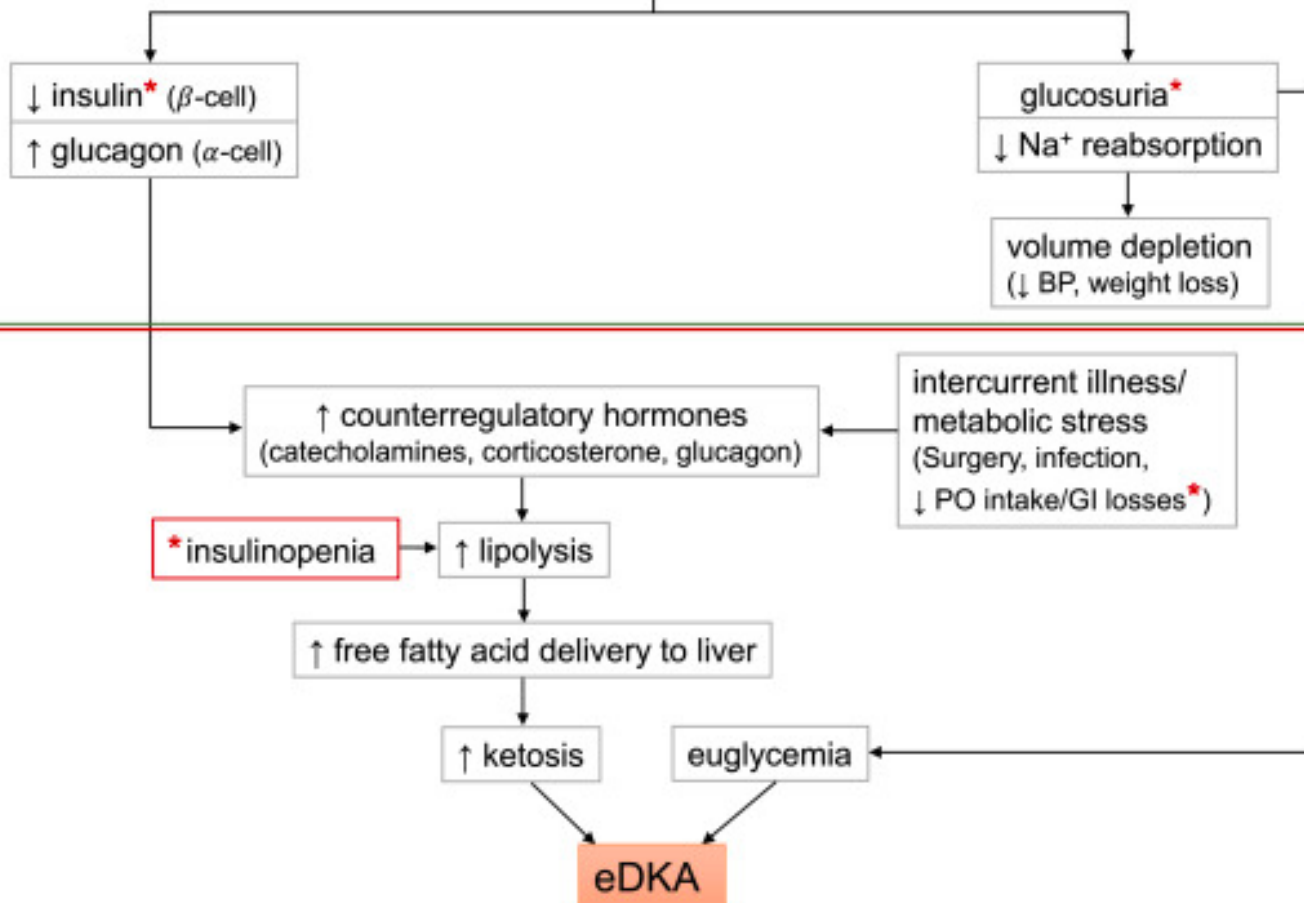 ↓ insulin* (β-cell)
↑ glucagon (α-cell)
glucosuria*
↓ Na⁺ reabsorption
volume depletion
(↓ BP, weight loss)
↑ counterregulatory hormones
(catecholamines, corticosterone, glucagon)
intercurrent illness/
metabolic stress
(Surgery, infection,
↓ PO intake/GI losses*)
*insulinopenia
↑ lipolysis
↑ free fatty acid delivery to liver
↑ ketosis
euglycemia
eDKA